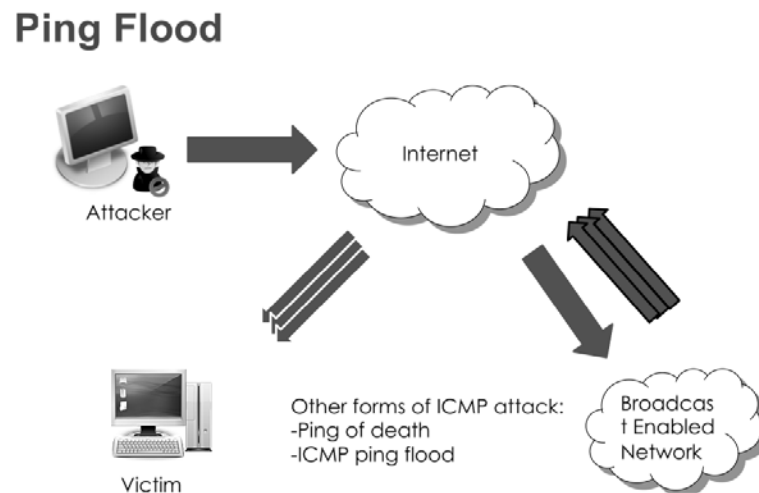 Ping Flood
Internet
Attacker
Other forms of ICMP attack:
-Ping of death
-ICMP ping flood
Broadcas
t Enabled
Network
Victim